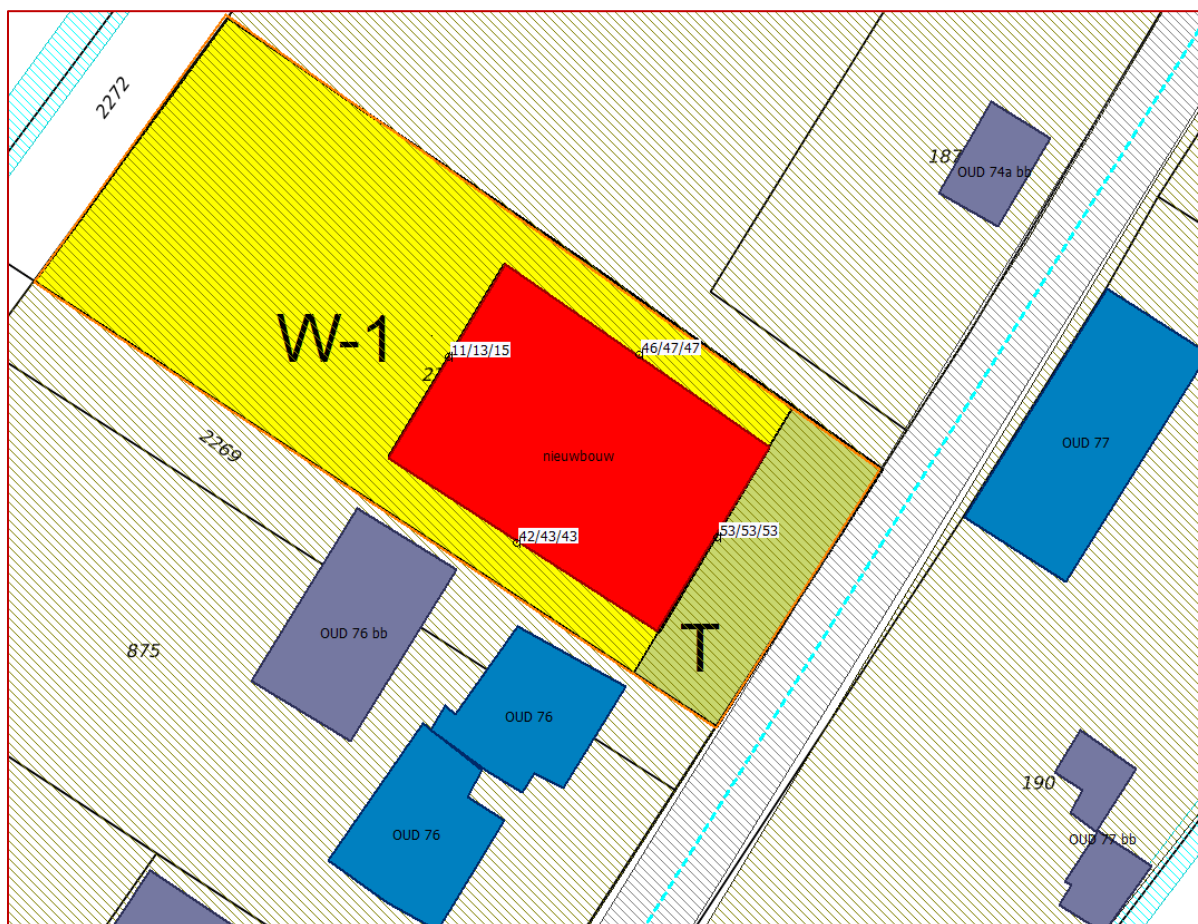 2272
187
OUD 74a bb
W-1
11/13/15
46/47/47
2269
OUD 77
nieuwbouw
42/43/43
53/53/53
T
OUD 76 bb
875
OUD 76
190
OUD 76
OUD 77 bb